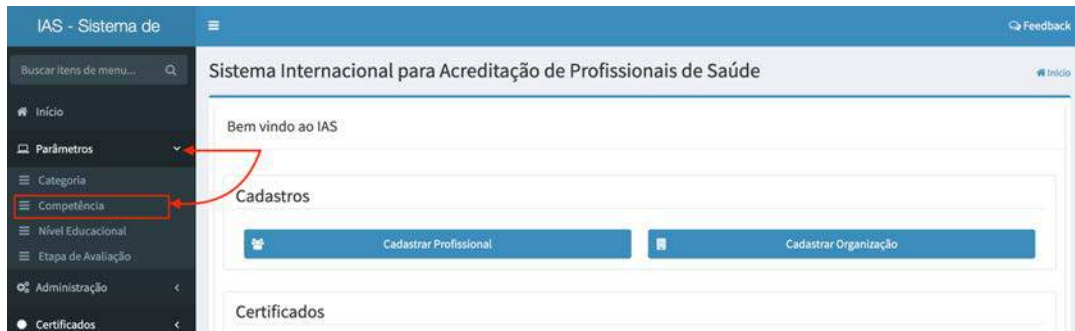 IAS - Sistema de
Feedback
Buscar itens de menu...
Sistema Internacional para Acreditação de Profissionais de Saúde
Início
Início
Bem vindo ao IAS
Parâmetros
Categoria
Competência
Nível Educacional
Etapa de Avaliação
Administração
Certificados
Cadastros
Cadastrar Profissional
Cadastrar Organização
Certificados